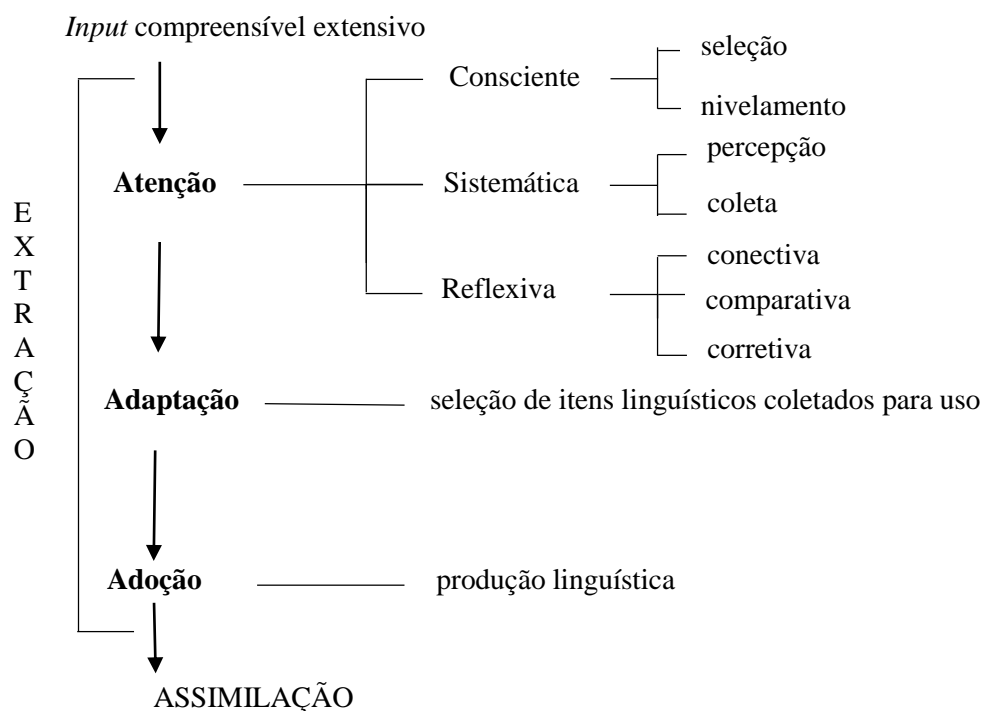 Input compreensível extensivo
Consciente
seleção
nivelamento
Atenção
Sistemática
percepção
coleta
Reflexiva
conectiva
comparativa
corretiva
EXTRAÇÃO
Adaptação
seleção de itens linguísticos coletados para uso
Adoção
produção linguística
ASSIMILAÇÃO